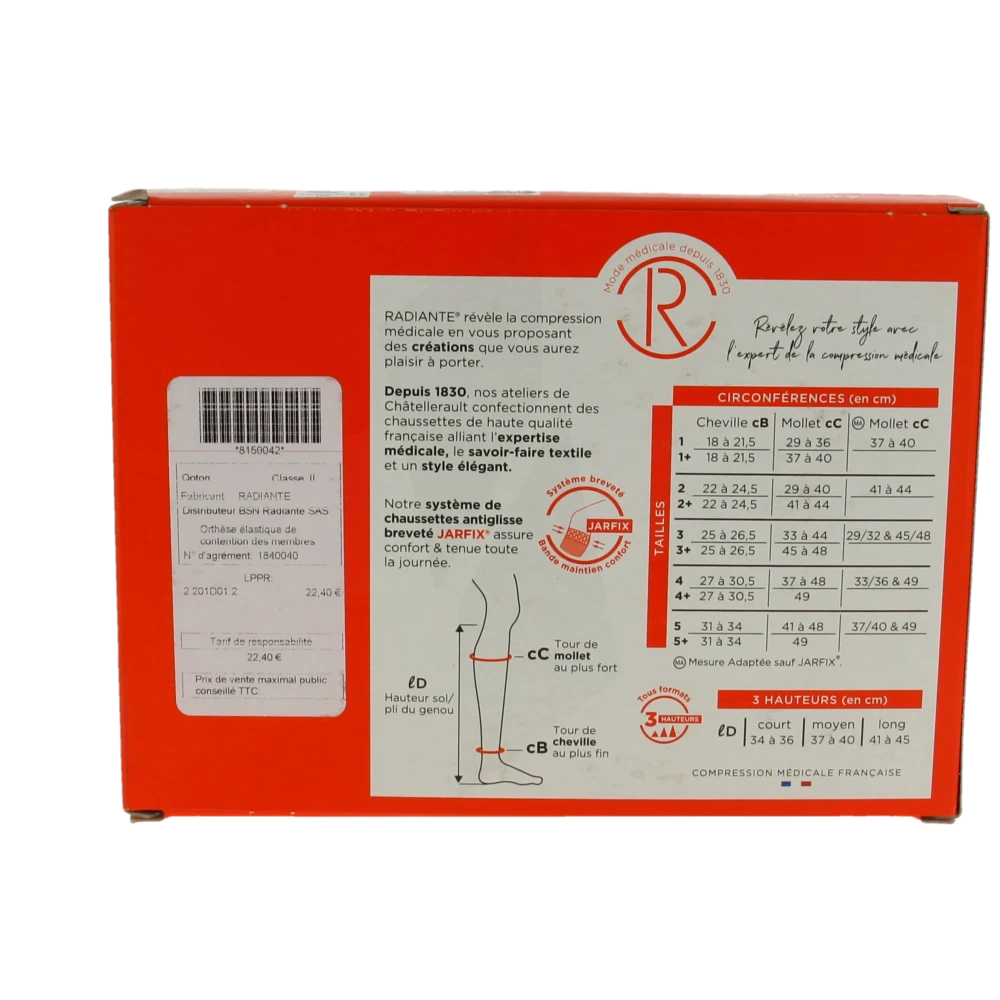 *8150042*
Classe II
Fabricant RADIANTE
Distributeur BSN Radiante SAS
Orthèse élastique de
contention des membres
N° d'agrément: 1840040
LPPR:
2 201D01.2 22,40 €
Tarif de responsabilité
22,40 €
Prix de vente maximal public
conseillé TTC:
Mode médicale depuis 1830
R
RADIANTE® révèle la compression
médicale en vous proposant
des créations que vous aurez
plaisir à porter.
Depuis 1830, nos ateliers de
Châtellerault confectionnent des
chaussettes de haute qualité
française alliant l'expertise
médicale, le savoir-faire textile
et un style élégant.
Notre système de
chaussettes antiglisse
breveté JARFIX® assure
confort & tenue toute
la journée.
Système breveté
JARFIX
Bande maintien confort
ℓD
Hauteur sol/
pli du genou
cC Tour de
mollet
au plus fort
cB Tour de
cheville
au plus fin
Révélez votre style avec
l'expert de la compression médicale
CIRCONFÉRENCES (en cm)
TAILLES
Cheville cB Mollet cC MA Mollet cC
1 18 à 21,5 29 à 36 37 à 40
1+ 18 à 21,5 37 à 40
2 22 à 24,5 29 à 40 41 à 44
2+ 22 à 24,5 41 à 44
3 25 à 26,5 33 à 44 29/32 & 45/48
3+ 25 à 26,5 45 à 48
4 27 à 30,5 37 à 48 33/36 & 49
4+ 27 à 30,5 49
5 31 à 34 41 à 48 37/40 & 49
5+ 31 à 34 49
MA Mesure Adaptée sauf JARFIX®.
Tous formats
3 HAUTEURS
3 HAUTEURS (en cm)
ℓD court moyen long
34 à 36 37 à 40 41 à 45
COMPRESSION MÉDICALE FRANÇAISE